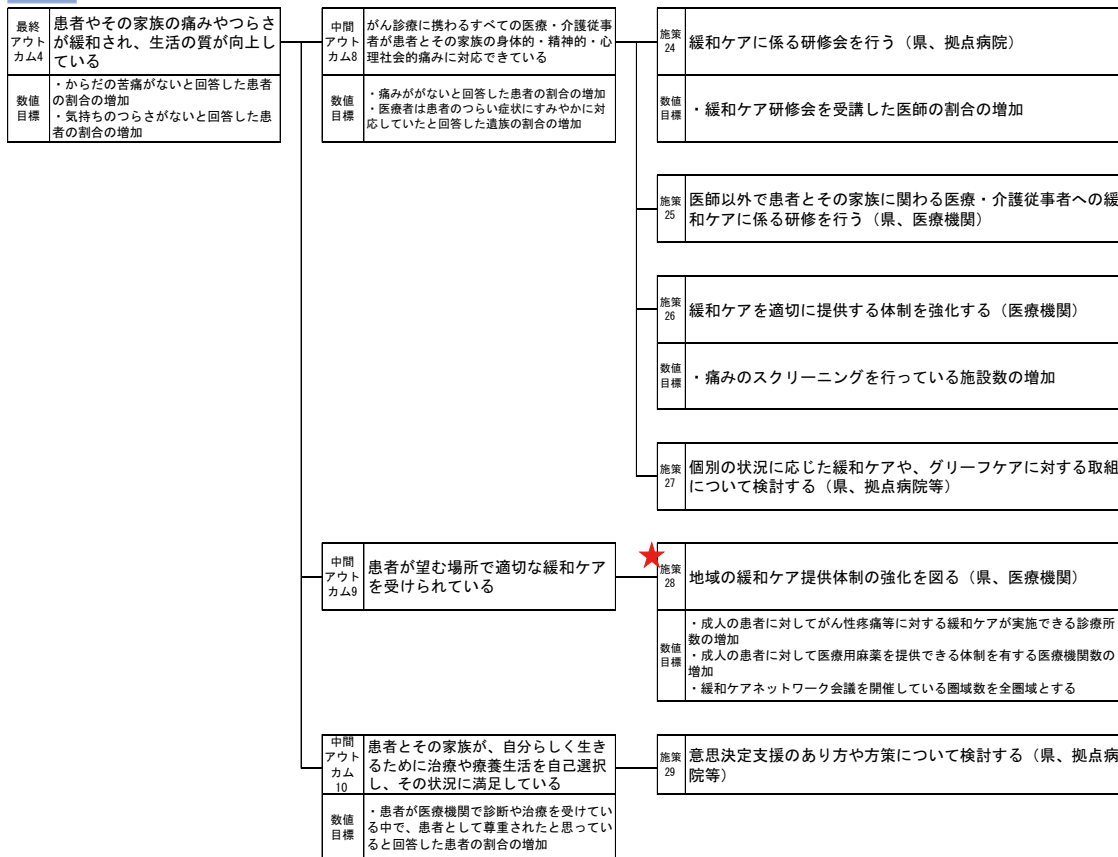 最終
アウト
カム4
患者やその家族の痛みやつらさ
が緩和され、生活の質が向上し
ている
数値
目標
・からだの苦痛がないと回答した患者
の割合の増加
・気持ちのつらさがないと回答した患
者の割合の増加
中間
アウト
カム8
がん診療に携わるすべての医療・介護従事
者が患者とその家族の身体的・精神的・心
理社会的痛みに対応できている
数値
目標
・痛みががないと回答した患者の割合の増加
・医療者は患者のつらい症状にすみやかに対
応していたと回答した遺族の割合の増加
施策
24
緩和ケアに係る研修会を行う（県、拠点病院）
数値
目標
・緩和ケア研修会を受講した医師の割合の増加
施策
25
医師以外で患者とその家族に関わる医療・介護従事者への緩
和ケアに係る研修を行う（県、医療機関）
施策
26
緩和ケアを適切に提供する体制を強化する（医療機関）
数値
目標
・痛みのスクリーニングを行っている施設数の増加
施策
27
個別の状況に応じた緩和ケアや、グリーフケアに対する取組
について検討する（県、拠点病院等）
中間
アウト
カム9
患者が望む場所で適切な緩和ケア
を受けられている
施策
28
地域の緩和ケア提供体制の強化を図る（県、医療機関）
数値
目標
・成人の患者に対してがん性疼痛等に対する緩和ケアが実施できる診療所
数の増加
・成人の患者に対して医療用麻薬を提供できる体制を有する医療機関数の
増加
・緩和ケアネットワーク会議を開催している圏域数を全圏域とする
中間
アウト
カム
10
患者とその家族が、自分らしく生き
るために治療や療養生活を自己選択
し、その状況に満足している
数値
目標
・患者が医療機関で診断や治療を受けてい
る中で、患者として尊重されたと思ってい
ると回答した患者の割合の増加
施策
29
意思決定支援のあり方や方策について検討する（県、拠点病
院等）